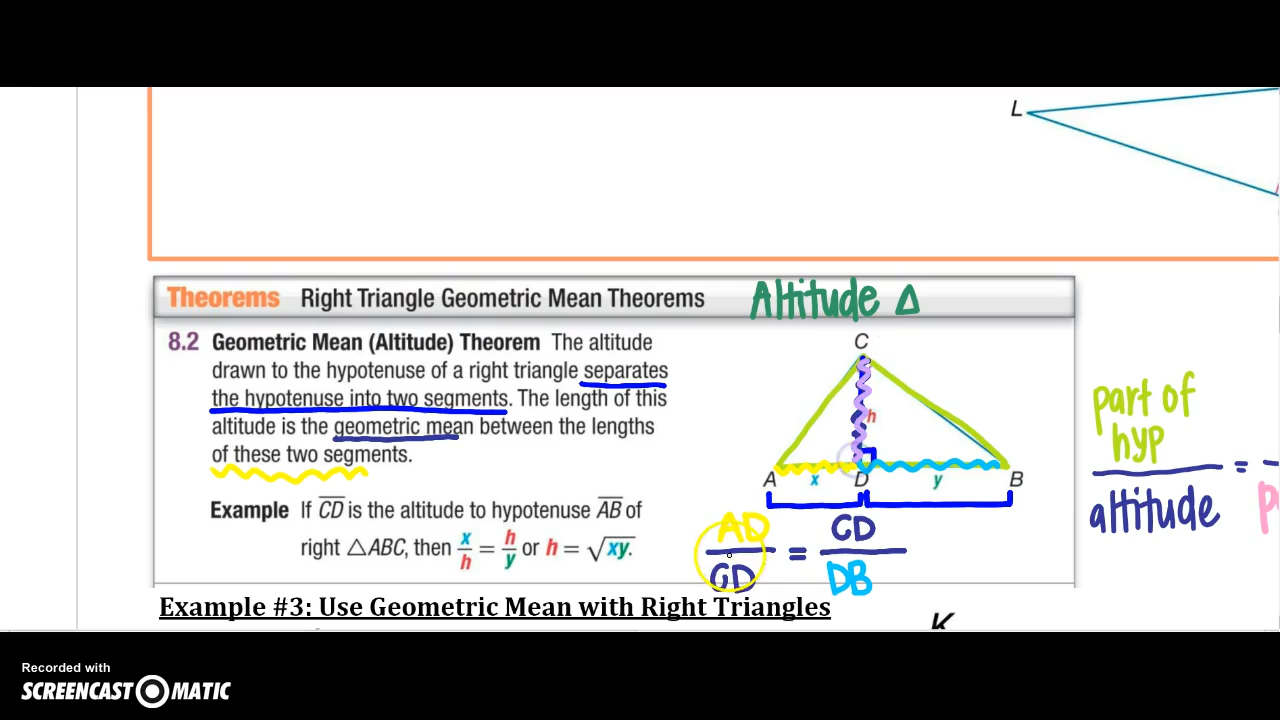 L
Theorems Right Triangle Geometric Mean Theorems Altitude Δ
8.2 Geometric Mean (Altitude) Theorem The altitude
drawn to the hypotenuse of a right triangle separates
the hypotenuse into two segments. The length of this
altitude is the geometric mean between the lengths
of these two segments.
Example If CD is the altitude to hypotenuse AB of
right △ABC, then x/h = h/y or h = √xy.
C
h
A x D y B
AD/CD = CD/DB
part of
hyp
altitude
=
Example #3: Use Geometric Mean with Right Triangles
K
Recorded with
SCREENCAST-O-MATIC